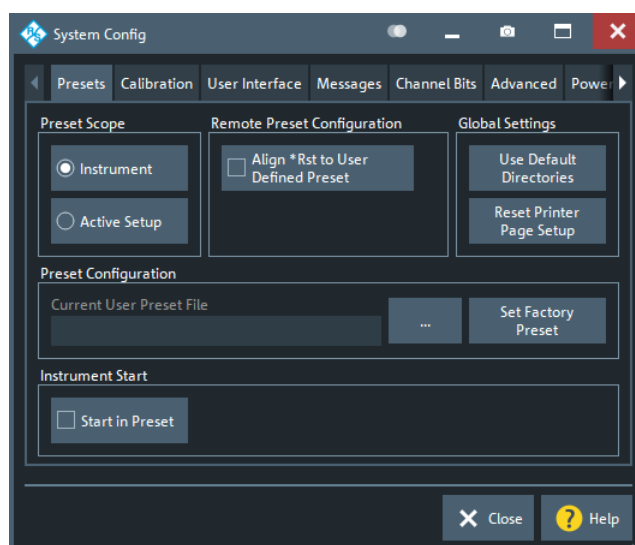 System Config
Presets Calibration User Interface Messages Channel Bits Advanced Power
Preset Scope
Instrument
Active Setup
Remote Preset Configuration
Align *Rst to User
Defined Preset
Global Settings
Use Default
Directories
Reset Printer
Page Setup
Preset Configuration
Current User Preset File
...
Set Factory
Preset
Instrument Start
Start in Preset
Close
? Help